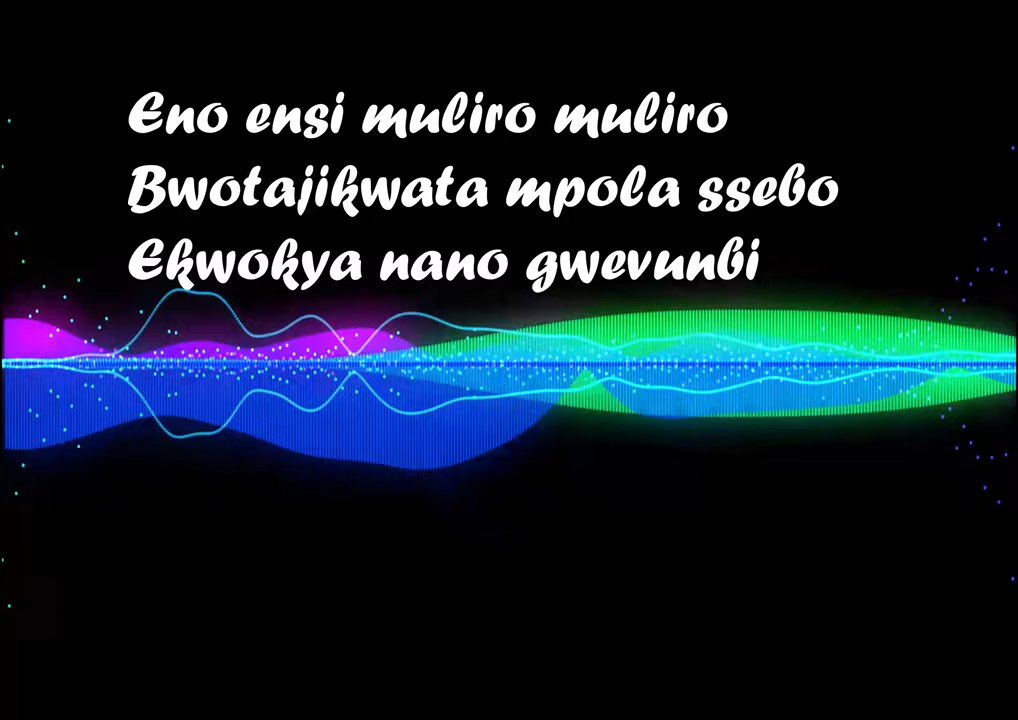 Eno ensi muliro muliro
Bwotajikwata mpola ssebo
Ekwokya nano gwevunbi